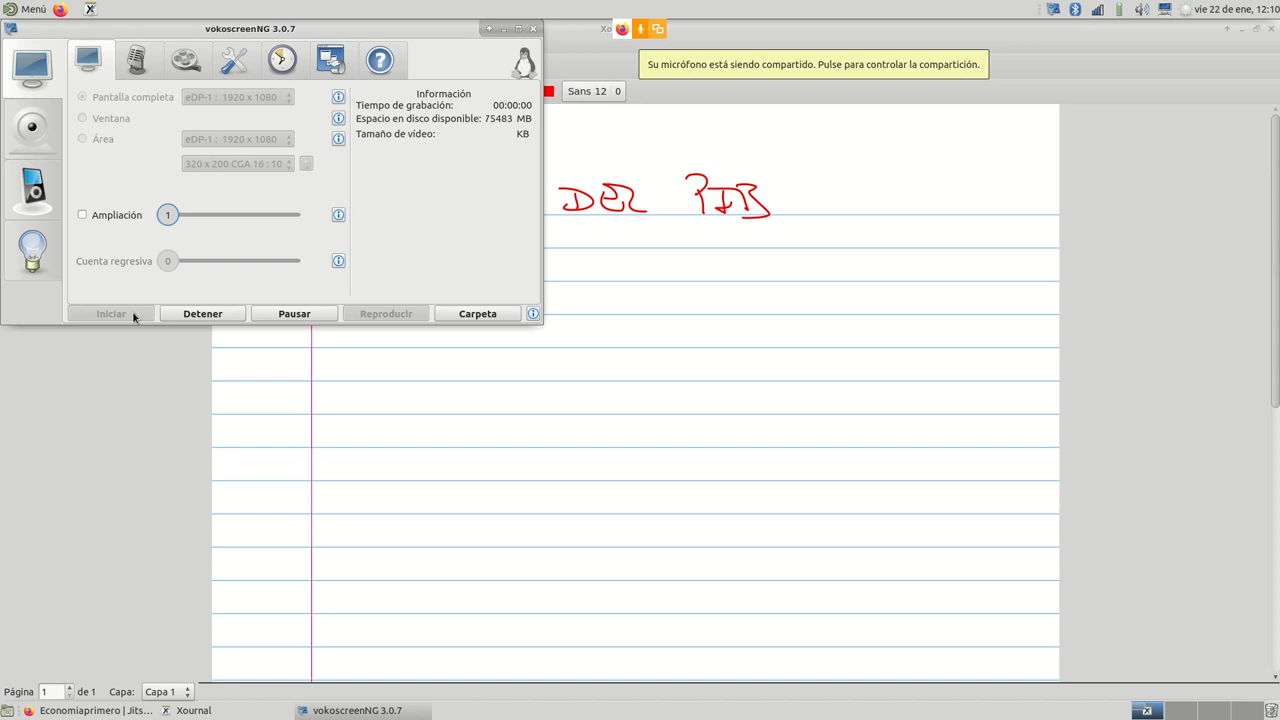 Menú
vie 22 de ene, 12:10
vokoscreenNG 3.0.7
Xo
Su micrófono está siendo compartido. Pulse para controlar la compartición.
Sans 12 0
Pantalla completa eDP-1 : 1920 x 1080
Ventana
Área eDP-1 : 1920 x 1080
320 x 200 CGA 16 : 10
Ampliación 1
Cuenta regresiva 0
Información
Tiempo de grabación: 00:00:00
Espacio en disco disponible: 75483 MB
Tamaño de vídeo: KB
Iniciar Detener Pausar Reproducir Carpeta
PIB
Página 1 de 1 Capa: Capa 1
Economiaprimero | Jits... Xournal vokoscreenNG 3.0.7